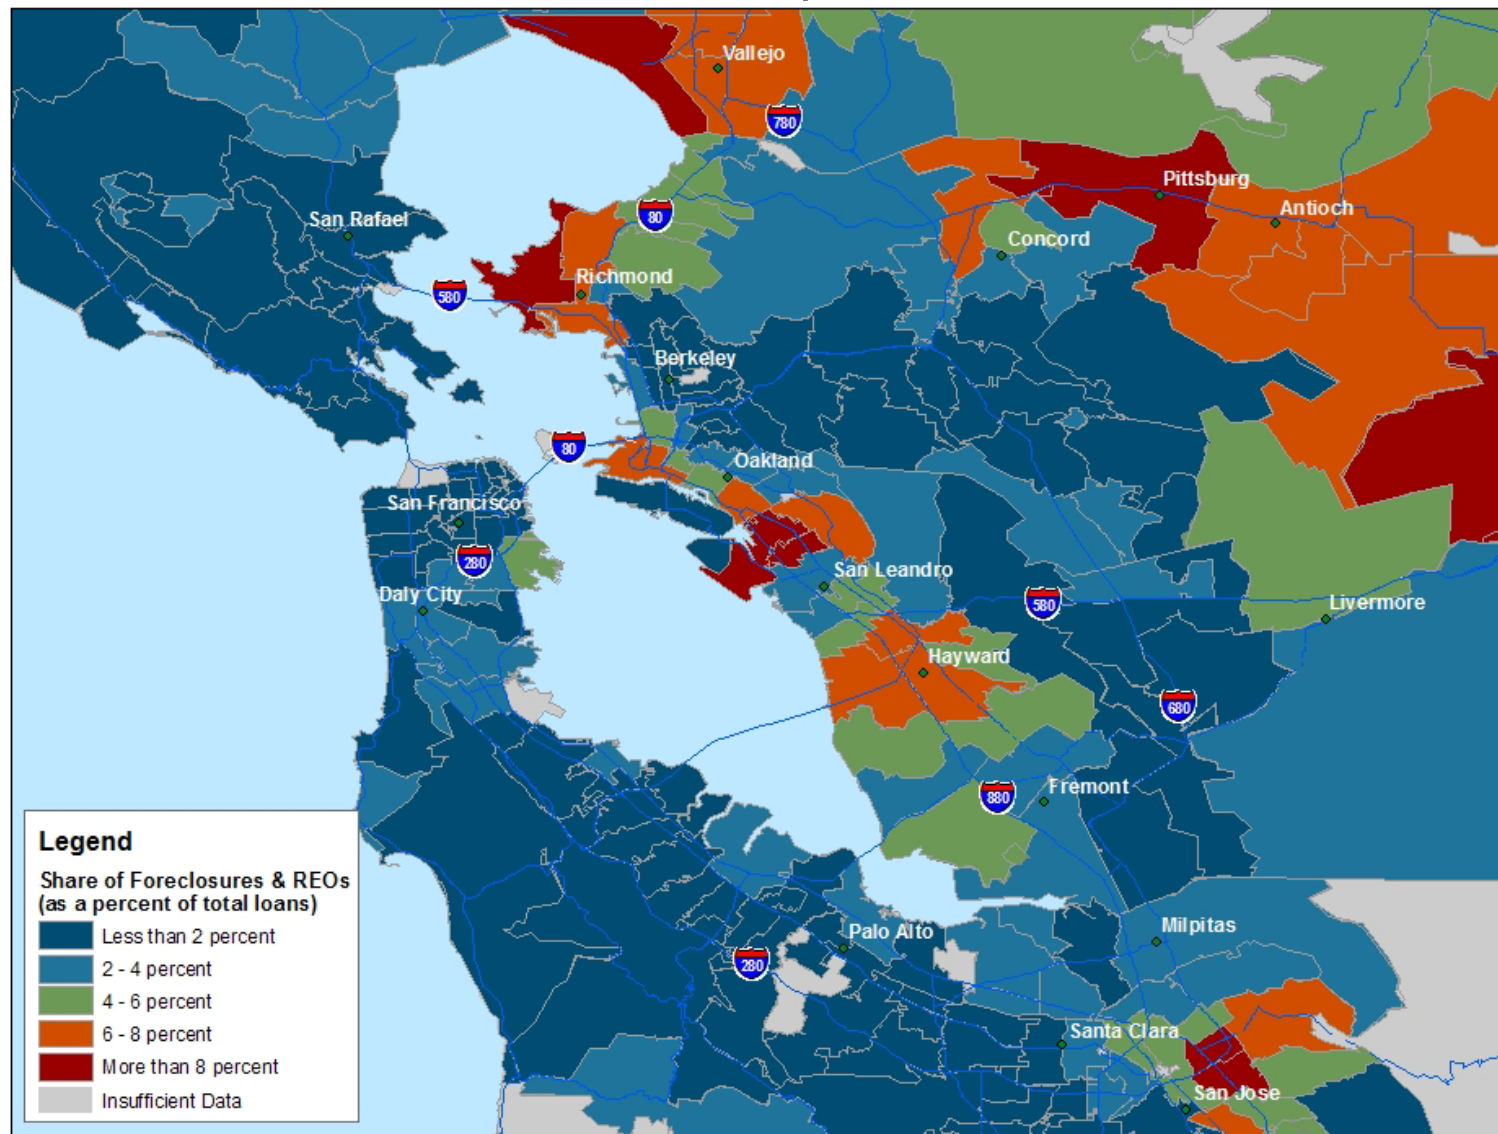 Vallejo
780
Pittsburg
Antioch
80
San Rafael
Concord
Richmond
580
Berkeley
80
Oakland
San Francisco
280
San Leandro
Daly City
580
Livermore
Hayward
680
880
Fremont
Legend
Share of Foreclosures & REOs
(as a percent of total loans)
Less than 2 percent
2 - 4 percent
4 - 6 percent
6 - 8 percent
More than 8 percent
Insufficient Data
Palo Alto
Milpitas
280
Santa Clara
San Jose